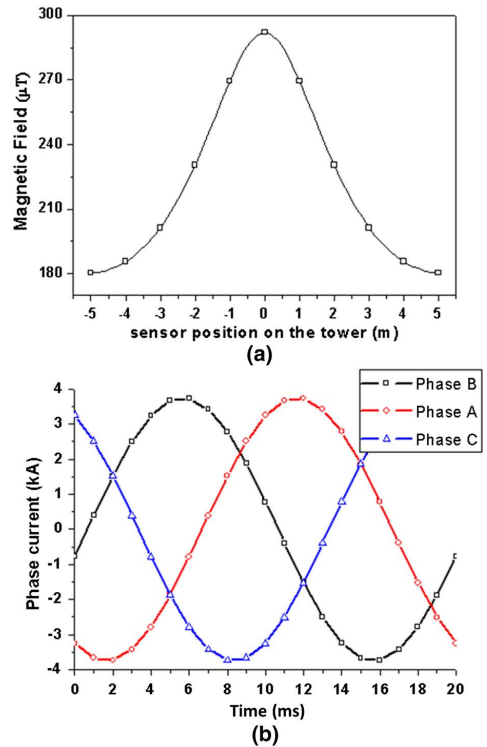 300
270
240
210
180
Magnetic Field (µT)
-5 -4 -3 -2 -1 0 1 2 3 4 5
sensor position on the tower (m)
(a)
Phase B
Phase A
Phase C
4
3
2
1
0
-1
-2
-3
-4
Phase current (kA)
0 2 4 6 8 10 12 14 16 18 20
Time (ms)
(b)